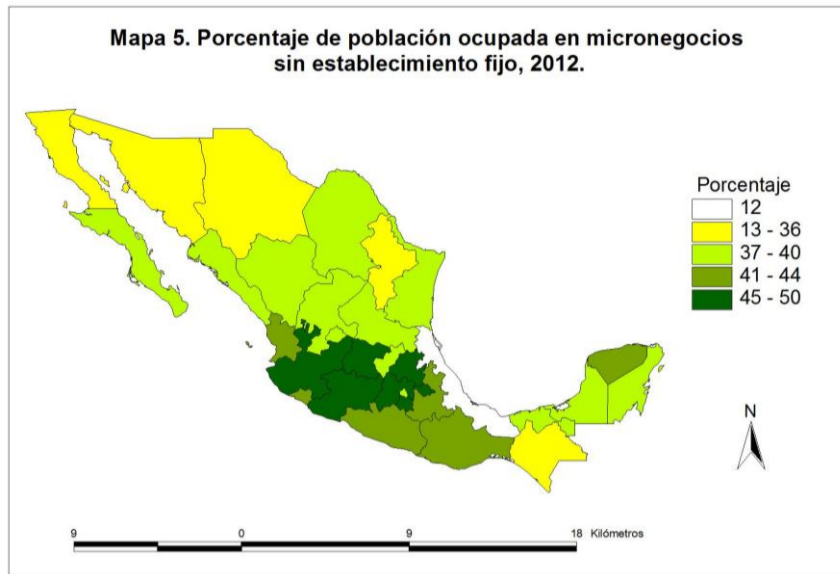 Mapa 5. Porcentaje de población ocupada en micronegocios
sin establecimiento fijo, 2012.
Porcentaje
12
13 - 36
37 - 40
41 - 44
45 - 50
N
9 0 9 18 Kilómetros